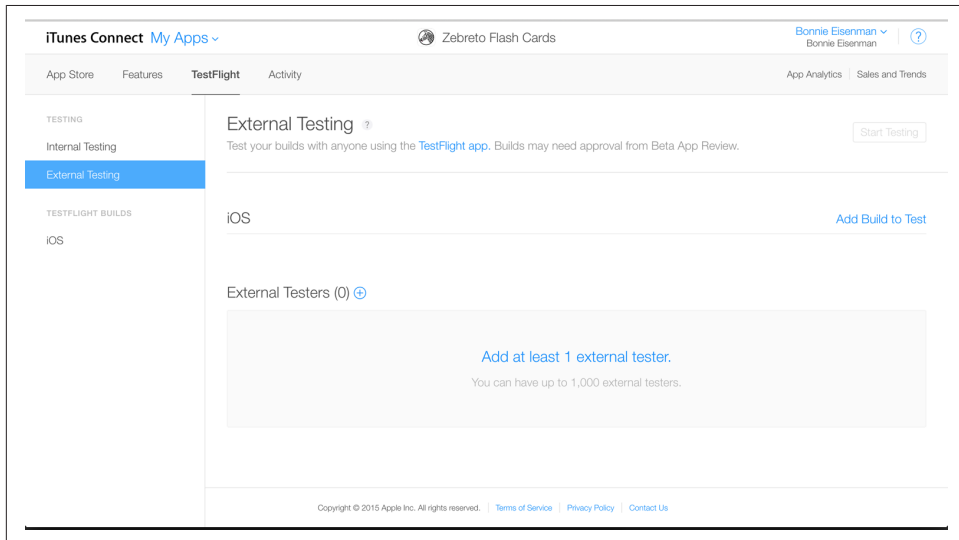 iTunes Connect My Apps
Zebreto Flash Cards
Bonnie Eisenman
Bonnie Eisenman
?
App Store Features TestFlight Activity
App Analytics Sales and Trends
TESTING
Internal Testing
External Testing
TESTFLIGHT BUILDS
iOS
External Testing ?
Start Testing
Test your builds with anyone using the TestFlight app. Builds may need approval from Beta App Review.
iOS
Add Build to Test
External Testers (0)
Add at least 1 external tester.
You can have up to 1,000 external testers.
Copyright © 2015 Apple Inc. All rights reserved. Terms of Service Privacy Policy Contact Us